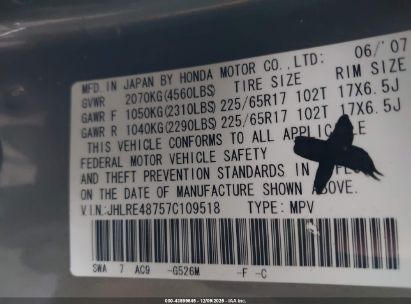 MFD. IN JAPAN BY HONDA MOTOR CO., LTD: 06/'07
GVWR 2070KG(4560LBS) TIRE SIZE RIM SIZE
GAWR F 1050KG(2310LBS) 225/65R17 102T 17X6.5J
GAWR R 1040KG(2290LBS) 225/65R17 102T 17X6.5J
THIS VEHICLE CONFORMS TO ALL APPLICABLE
FEDERAL MOTOR VEHICLE SAFETY
AND THEFT PREVENTION STANDARDS IN EFFECT
ON THE DATE OF MANUFACTURE SHOWN ABOVE.
V.I.N:JHLRE48757C109518 TYPE: MPV
SWA 7 AC9 -G526M -F -C